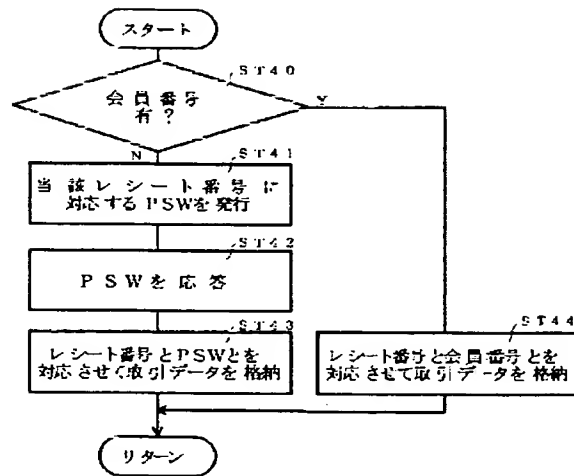 スタート
ST40
会員番号
有?
Y
N
ST41
当該レシート番号に
対応するPSWを発行
ST42
PSWを応答
ST43
レシート番号とPSWとを
対応させて取引データを格納
ST44
レシート番号と会員番号とを
対応させて取引データを格納
リターン